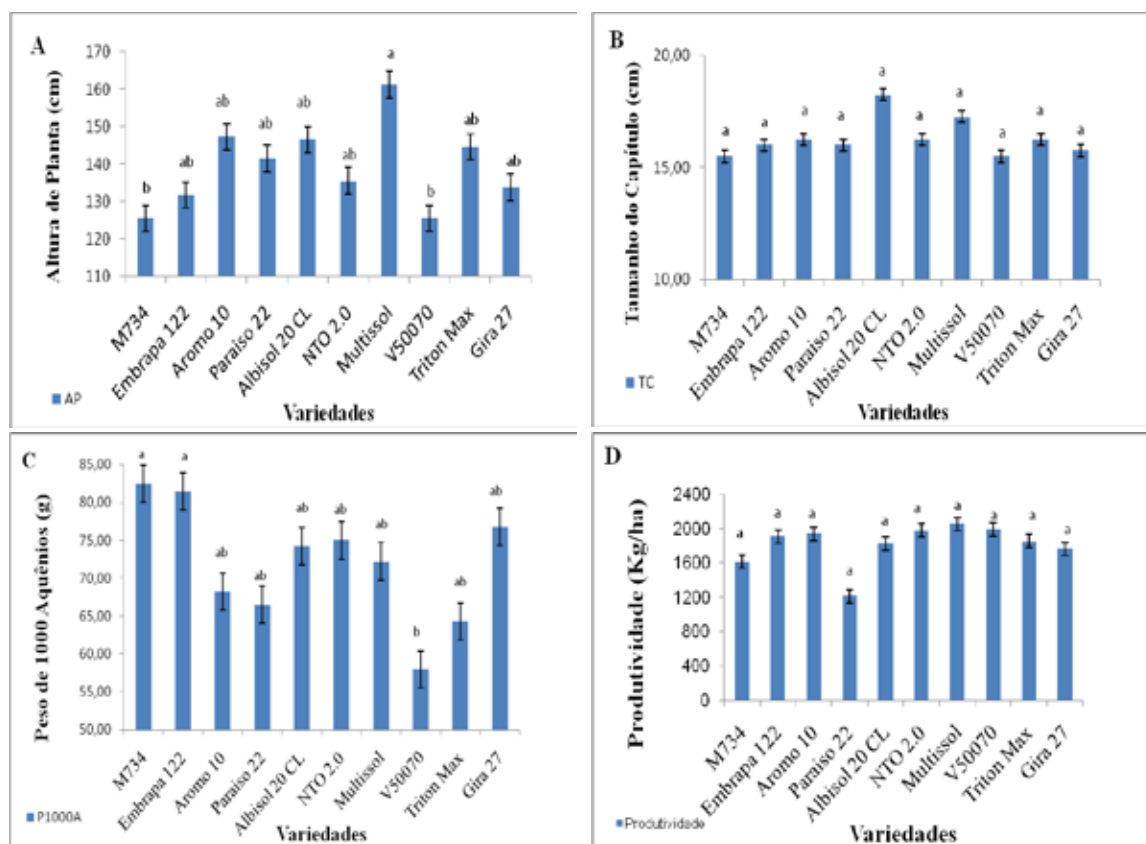 A
Altura de Planta (cm)
170
160
150
140
130
120
110
b
ab
ab
ab
ab
ab
a
b
ab
ab
M734
Embrapa 122
Aromo 10
Paraíso 22
Albisol 20 CL
NTO 2.0
Multissol
V50070
Triton Max
Gira 27
AP
Variedades
B
Tamanho do Capítulo (cm)
20,00
15,00
10,00
a
a
a
a
a
a
a
a
a
a
M734
Embrapa 122
Aromo 10
Paraíso 22
Albisol 20 CL
NTO 2.0
Multissol
V50070
Triton Max
Gira 27
TC
Variedades
C
Peso de 1000 Aquênios (g)
85,00
80,00
75,00
70,00
65,00
60,00
55,00
50,00
a
a
ab
ab
ab
ab
ab
b
ab
ab
M734
Embrapa 122
Aromo 10
Paraíso 22
Albisol 20 CL
NTO 2.0
Multissol
V50070
Triton Max
Gira 27
P1000A
Variedades
D
Produtividade (Kg/ha)
2400
2000
1600
1200
800
400
0
a
a
a
a
a
a
a
a
a
a
M734
Embrapa 122
Aromo 10
Paraíso 22
Albisol 20 CL
NTO 2.0
Multissol
V50070
Triton Max
Gira 27
Produtividade
Variedades